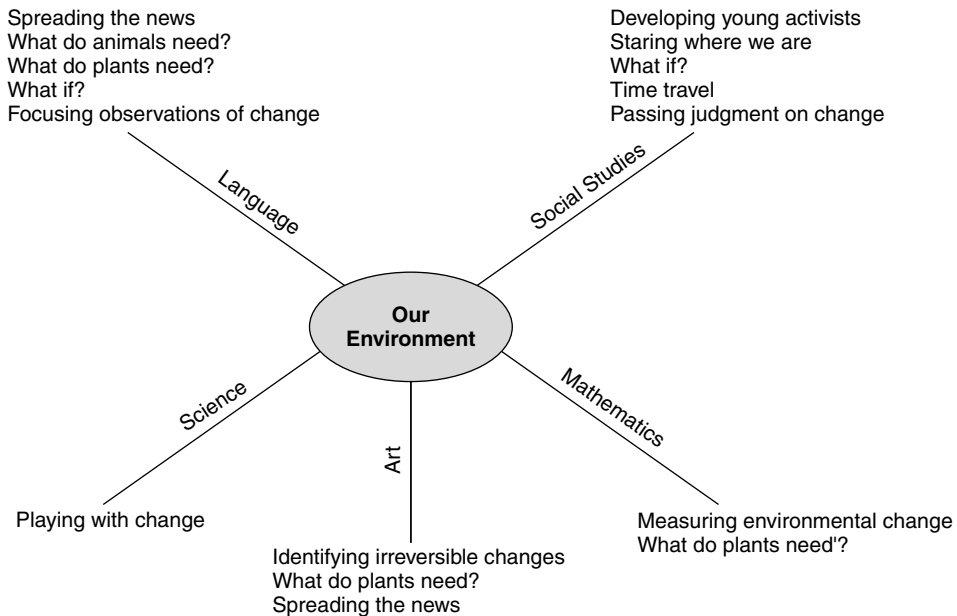 Spreading the news
What do animals need?
What do plants need?
What if?
Focusing observations of change
Developing young activists
Staring where we are
What if?
Time travel
Passing judgment on change
Language
Social Studies
Our
Environment
Science
Art
Mathematics
Playing with change
Identifying irreversible changes
What do plants need?
Spreading the news
Measuring environmental change
What do plants need'?